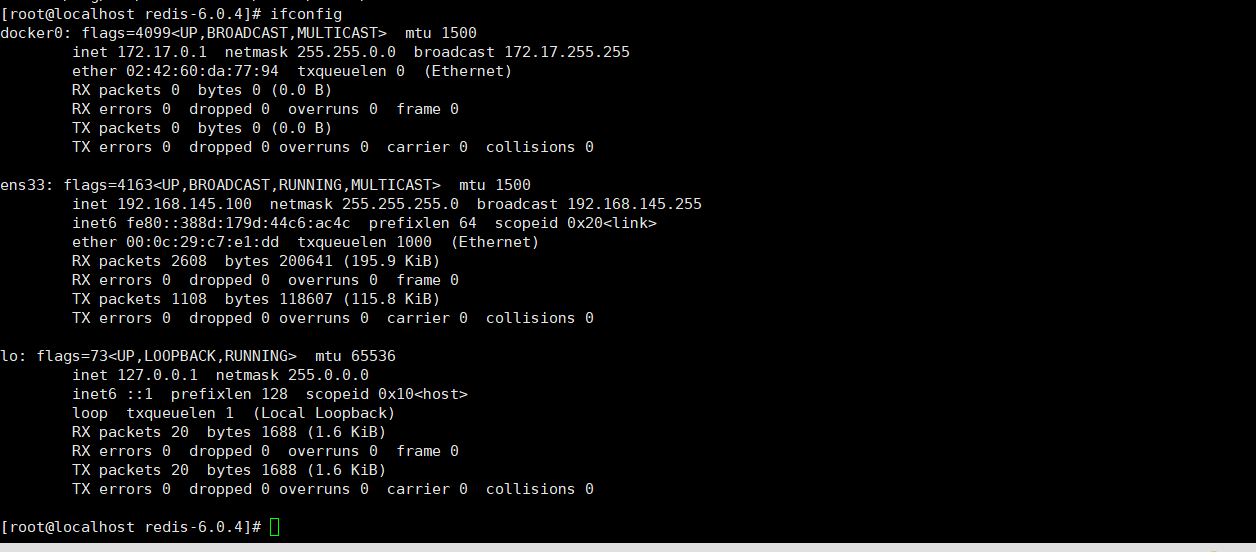 [root@localhost redis-6.0.4]# ifconfig
docker0: flags=4099<UP,BROADCAST,MULTICAST>  mtu 1500
        inet 172.17.0.1  netmask 255.255.0.0  broadcast 172.17.255.255
        ether 02:42:60:da:77:94  txqueuelen 0  (Ethernet)
        RX packets 0  bytes 0 (0.0 B)
        RX errors 0  dropped 0  overruns 0  frame 0
        TX packets 0  bytes 0 (0.0 B)
        TX errors 0  dropped 0 overruns 0  carrier 0  collisions 0

ens33: flags=4163<UP,BROADCAST,RUNNING,MULTICAST>  mtu 1500
        inet 192.168.145.100  netmask 255.255.255.0  broadcast 192.168.145.255
        inet6 fe80::388d:179d:44c6:ac4c  prefixlen 64  scopeid 0x20<link>
        ether 00:0c:29:c7:e1:dd  txqueuelen 1000  (Ethernet)
        RX packets 2608  bytes 200641 (195.9 KiB)
        RX errors 0  dropped 0  overruns 0  frame 0
        TX packets 1108  bytes 118607 (115.8 KiB)
        TX errors 0  dropped 0 overruns 0  carrier 0  collisions 0

lo: flags=73<UP,LOOPBACK,RUNNING>  mtu 65536
        inet 127.0.0.1  netmask 255.0.0.0
        inet6 ::1  prefixlen 128  scopeid 0x10<host>
        loop  txqueuelen 1  (Local Loopback)
        RX packets 20  bytes 1688 (1.6 KiB)
        RX errors 0  dropped 0  overruns 0  frame 0
        TX packets 20  bytes 1688 (1.6 KiB)
        TX errors 0  dropped 0 overruns 0  carrier 0  collisions 0

[root@localhost redis-6.0.4]#